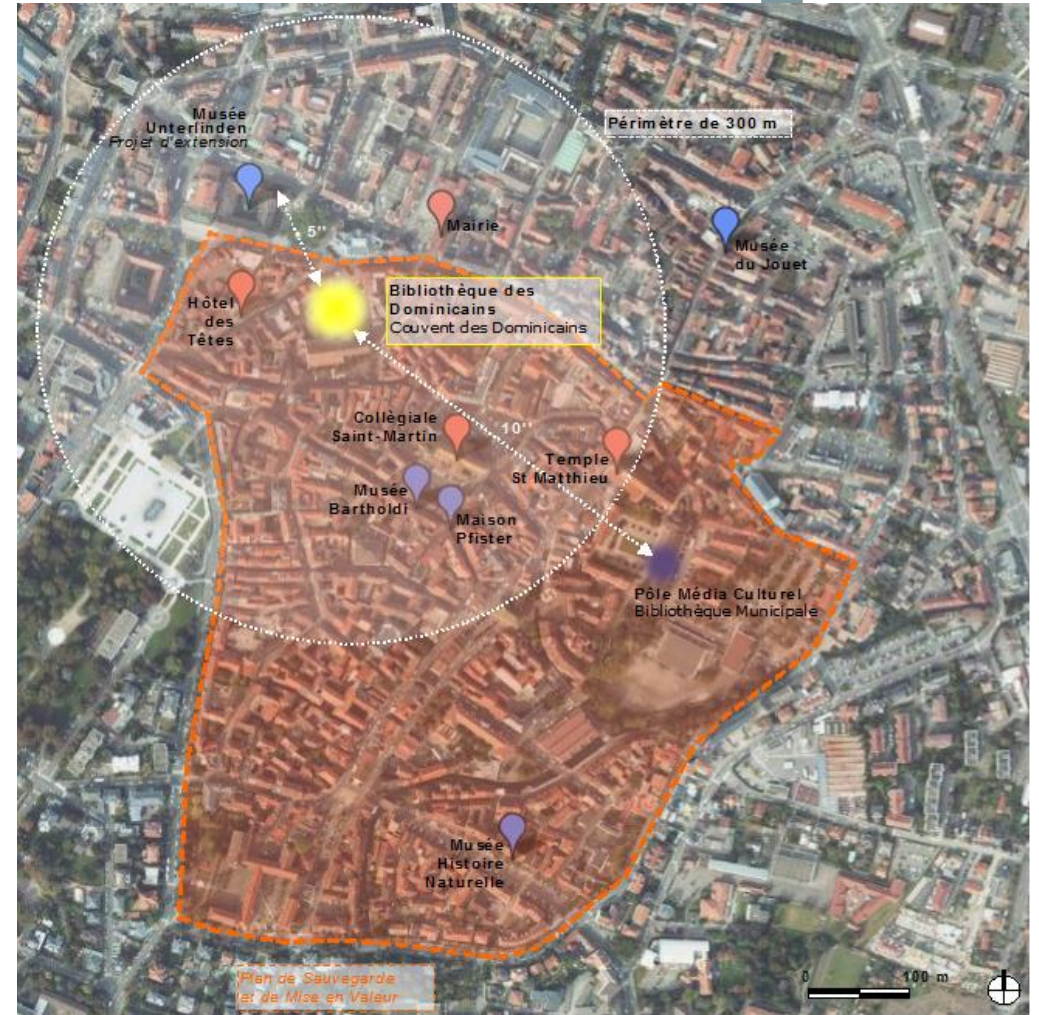 Musée
Unterlinden
Projet d'extension
Périmètre de 300 m
Mairie
5''
Musée
du Jouet
Hôtel
des
Têtes
Bibliothèque des
Dominicains
Couvent des Dominicains
Collègiale
Saint-Martin
10''
Temple
St Matthieu
Musée
Bartholdi
Maison
Pfister
Pôle Média Culturel
Bibliothèque Municipale
Musée
Histoire
Naturelle
Plan de Sauvegarde
et de Mise en Valeur
0 100 m